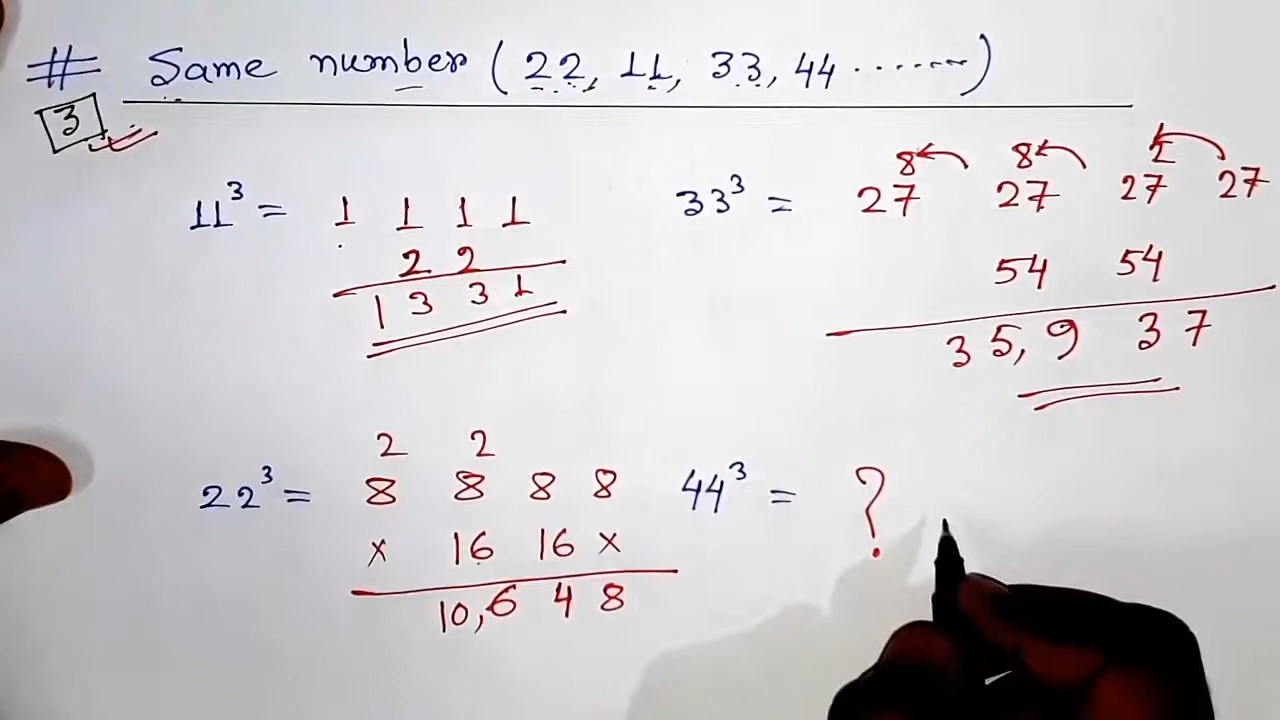 # Same number (22, 11, 33, 44 ......)
3
11³ = 1 1 1 1
2 2
1 3 3 1
8 8 2
33³ = 27 27 27 27
54 54
35,9 3 7
2 2
22³ = 8 8 8 8
× 16 16 ×
10,6 4 8
44³ = ?